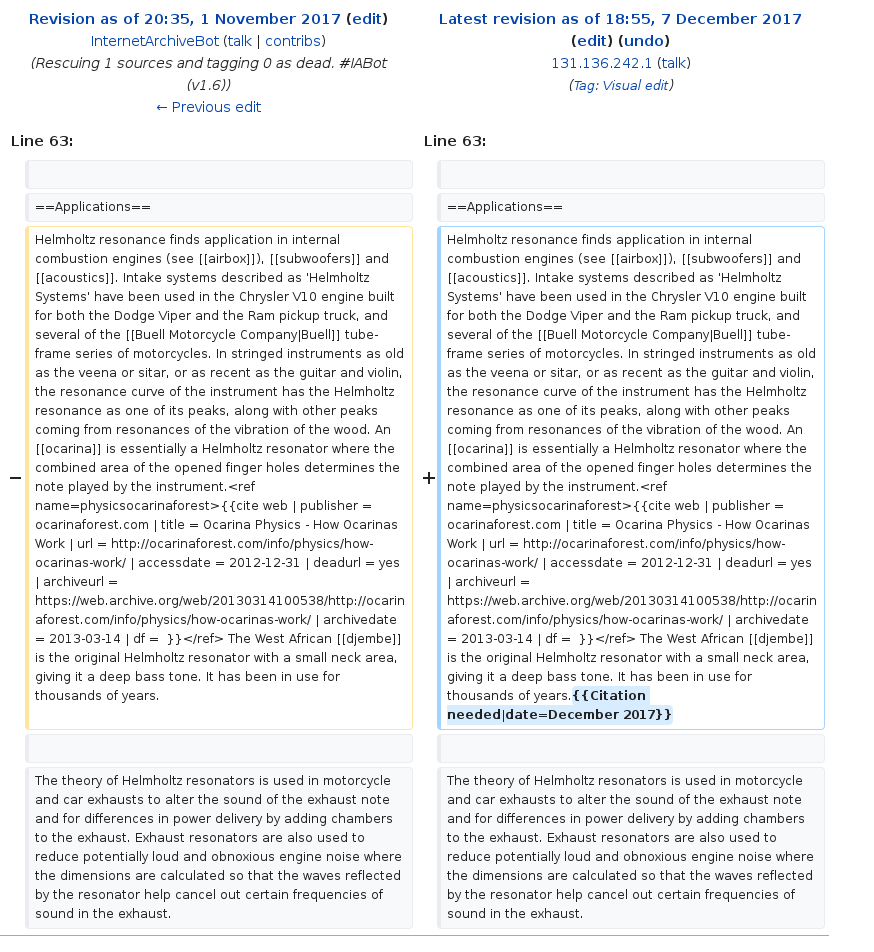 Revision as of 20:35, 1 November 2017 (edit)
InternetArchiveBot (talk | contribs)
(Rescuing 1 sources and tagging 0 as dead. #IABot
(v1.6))
← Previous edit
Latest revision as of 18:55, 7 December 2017
(edit) (undo)
131.136.242.1 (talk)
(Tag: Visual edit)
Line 63:
Line 63:
==Applications==
==Applications==
−
Helmholtz resonance finds application in internal
combustion engines (see [[airbox]]), [[subwoofers]] and
[[acoustics]]. Intake systems described as 'Helmholtz
Systems' have been used in the Chrysler V10 engine built
for both the Dodge Viper and the Ram pickup truck, and
several of the [[Buell Motorcycle Company|Buell]] tube-
frame series of motorcycles. In stringed instruments as old
as the veena or sitar, or as recent as the guitar and violin,
the resonance curve of the instrument has the Helmholtz
resonance as one of its peaks, along with other peaks
coming from resonances of the vibration of the wood. An
[[ocarina]] is essentially a Helmholtz resonator where the
combined area of the opened finger holes determines the
note played by the instrument.<ref
name=physicsocarinaforest>{{cite web | publisher =
ocarinaforest.com | title = Ocarina Physics - How Ocarinas
Work | url = http://ocarinaforest.com/info/physics/how-
ocarinas-work/ | accessdate = 2012-12-31 | deadurl = yes
| archiveurl =
https://web.archive.org/web/20130314100538/http://ocarin
aforest.com/info/physics/how-ocarinas-work/ | archivedate
= 2013-03-14 | df =  }}</ref> The West African [[djembe]]
is the original Helmholtz resonator with a small neck area,
giving it a deep bass tone. It has been in use for
thousands of years.
+
Helmholtz resonance finds application in internal
combustion engines (see [[airbox]]), [[subwoofers]] and
[[acoustics]]. Intake systems described as 'Helmholtz
Systems' have been used in the Chrysler V10 engine built
for both the Dodge Viper and the Ram pickup truck, and
several of the [[Buell Motorcycle Company|Buell]] tube-
frame series of motorcycles. In stringed instruments as old
as the veena or sitar, or as recent as the guitar and violin,
the resonance curve of the instrument has the Helmholtz
resonance as one of its peaks, along with other peaks
coming from resonances of the vibration of the wood. An
[[ocarina]] is essentially a Helmholtz resonator where the
combined area of the opened finger holes determines the
note played by the instrument.<ref
name=physicsocarinaforest>{{cite web | publisher =
ocarinaforest.com | title = Ocarina Physics - How Ocarinas
Work | url = http://ocarinaforest.com/info/physics/how-
ocarinas-work/ | accessdate = 2012-12-31 | deadurl = yes
| archiveurl =
https://web.archive.org/web/20130314100538/http://ocarin
aforest.com/info/physics/how-ocarinas-work/ | archivedate
= 2013-03-14 | df =  }}</ref> The West African [[djembe]]
is the original Helmholtz resonator with a small neck area,
giving it a deep bass tone. It has been in use for
thousands of years.{{Citation
needed|date=December 2017}}
The theory of Helmholtz resonators is used in motorcycle
and car exhausts to alter the sound of the exhaust note
and for differences in power delivery by adding chambers
to the exhaust. Exhaust resonators are also used to
reduce potentially loud and obnoxious engine noise where
the dimensions are calculated so that the waves reflected
by the resonator help cancel out certain frequencies of
sound in the exhaust.
The theory of Helmholtz resonators is used in motorcycle
and car exhausts to alter the sound of the exhaust note
and for differences in power delivery by adding chambers
to the exhaust. Exhaust resonators are also used to
reduce potentially loud and obnoxious engine noise where
the dimensions are calculated so that the waves reflected
by the resonator help cancel out certain frequencies of
sound in the exhaust.